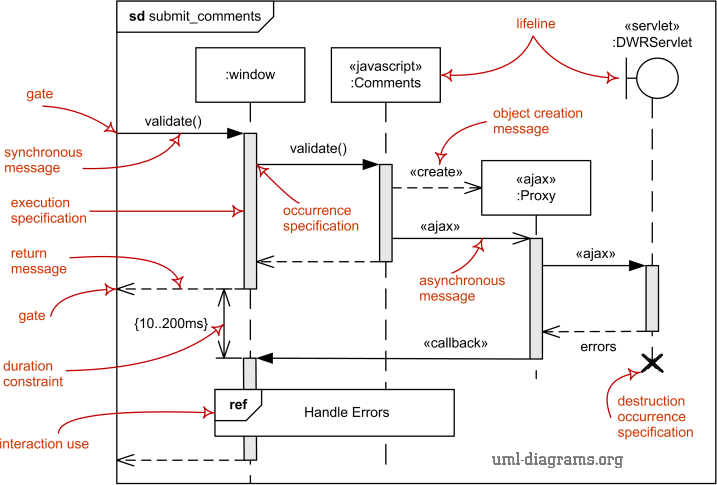 sd submit_comments
lifeline
«servlet»
:DWRServlet
:window
«javascript»
:Comments
gate
validate()
object creation
message
synchronous
message
validate()
«create»
«ajax»
:Proxy
execution
specification
occurrence
specification
«ajax»
return
message
asynchronous
message
«ajax»
gate
{10..200ms}
«callback»
errors
duration
constraint
ref
Handle Errors
destruction
occurrence
specification
interaction use
uml-diagrams.org